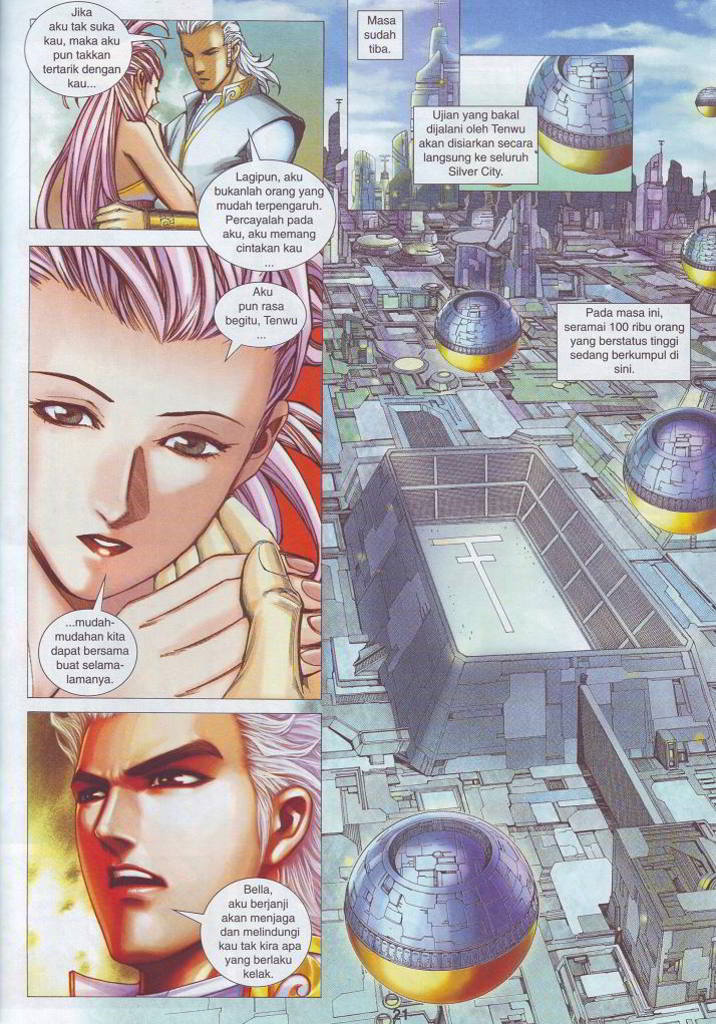 Jika
aku tak suka
kau, maka aku
pun takkan
tertarik dengan
kau...
Lagipun, aku
bukanlah orang yang
mudah terpengaruh.
Percayalah pada
aku, aku memang
cintakan kau
...
Aku
pun rasa
begitu, Tenwu
...
...mudah-
mudahan kita
dapat bersama
buat selama-
lamanya.
Bella,
aku berjanji
akan menjaga
dan melindungi
kau tak kira apa
yang berlaku
kelak.
Masa
sudah
tiba.
Ujian yang bakal
dijalani oleh Tenwu
akan disiarkan secara
langsung ke seluruh
Silver City.
Pada masa ini,
seramai 100 ribu orang
yang berstatus tinggi
sedang berkumpul di
sini.
21